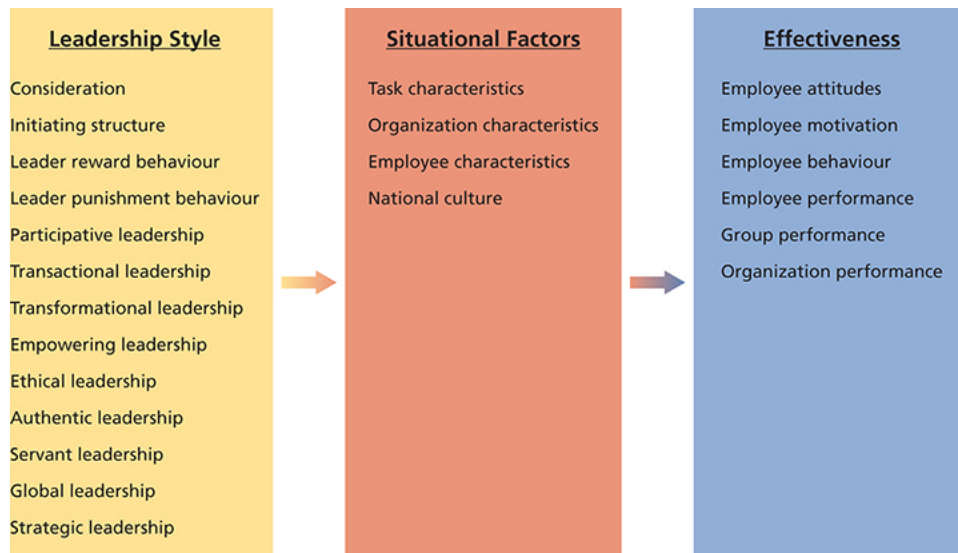 Leadership Style
Consideration
Initiating structure
Leader reward behaviour
Leader punishment behaviour
Participative leadership
Transactional leadership
Transformational leadership
Empowering leadership
Ethical leadership
Authentic leadership
Servant leadership
Global leadership
Strategic leadership
Situational Factors
Task characteristics
Organization characteristics
Employee characteristics
National culture
Effectiveness
Employee attitudes
Employee motivation
Employee behaviour
Employee performance
Group performance
Organization performance